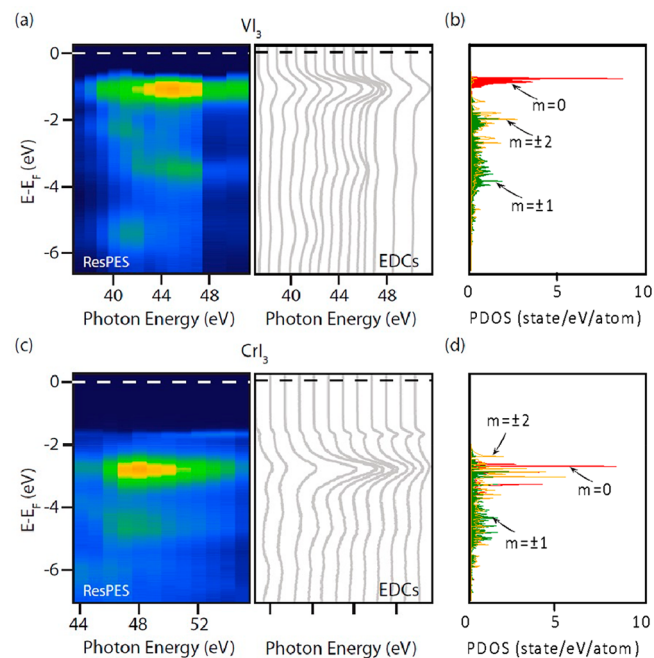 (a)
VI3
(b)
0
-2
-4
-6
E-EF (eV)
ResPES
EDCs
40
44
48
Photon Energy (eV)
40
44
48
Photon Energy (eV)
m=0
m=±2
m=±1
0
5
10
PDOS (state/eV/atom)
(c)
CrI3
(d)
0
-2
-4
-6
E-EF (eV)
ResPES
EDCs
44
48
52
Photon Energy (eV)
Photon Energy (eV)
m=±2
m=0
m=±1
0
5
10
PDOS (state/eV/atom)